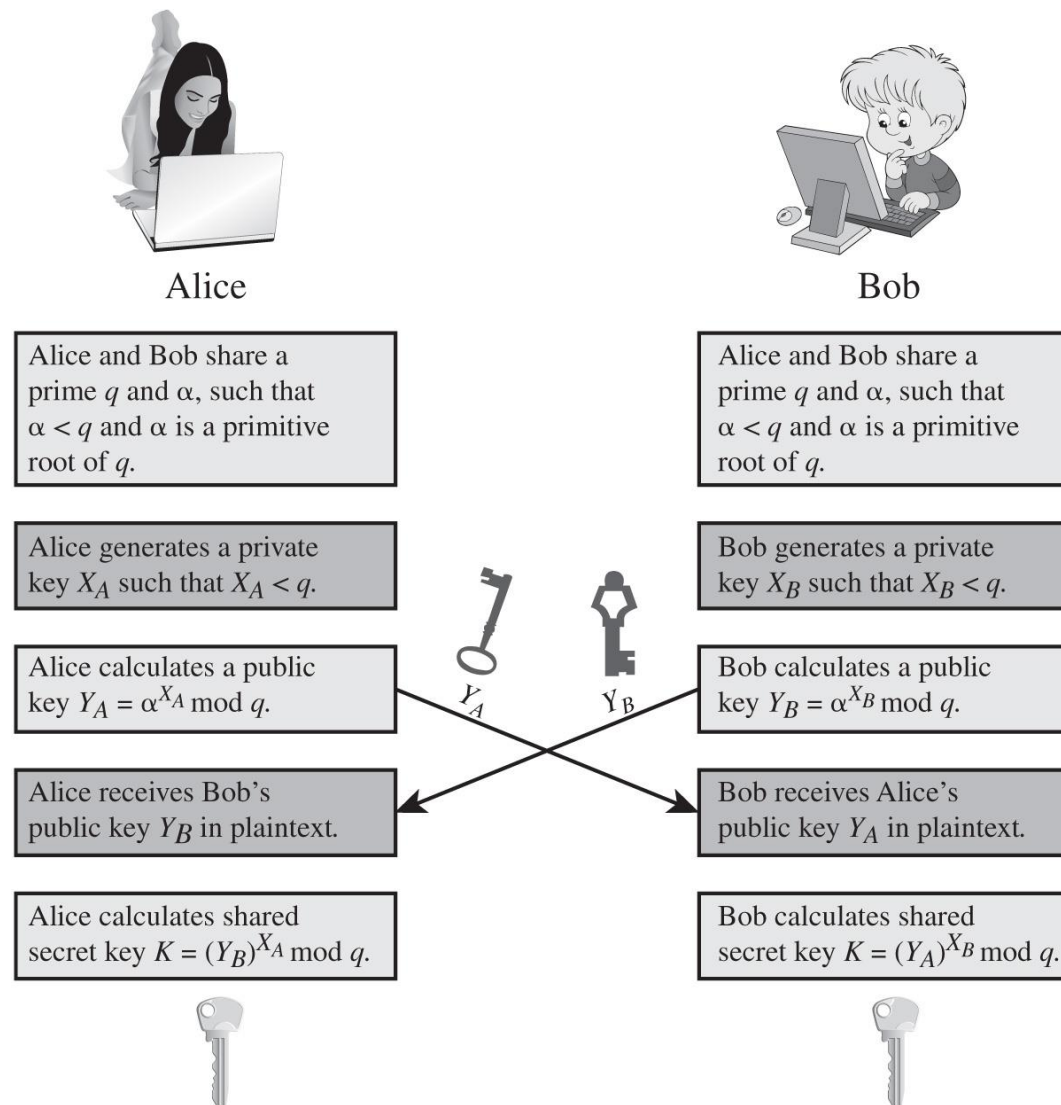 Alice
Bob
Alice and Bob share a
prime q and α, such that
α < q and α is a primitive
root of q.
Alice and Bob share a
prime q and α, such that
α < q and α is a primitive
root of q.
Alice generates a private
key X_A such that X_A < q.
Bob generates a private
key X_B such that X_B < q.
Alice calculates a public
key Y_A = α^{X_A} mod q.
Y_A
Y_B
Bob calculates a public
key Y_B = α^{X_B} mod q.
Alice receives Bob’s
public key Y_B in plaintext.
Bob receives Alice’s
public key Y_A in plaintext.
Alice calculates shared
secret key K = (Y_B)^{X_A} mod q.
Bob calculates shared
secret key K = (Y_A)^{X_B} mod q.